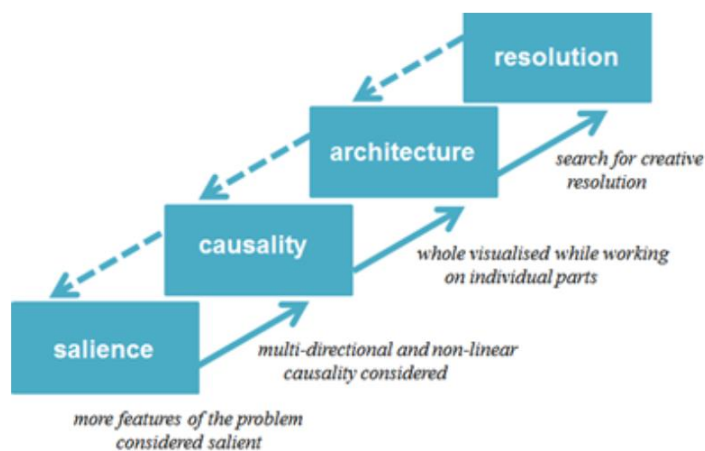 resolution
search for creative
resolution
architecture
whole visualised while working
on individual parts
causality
multi-directional and non-linear
causality considered
salience
more features of the problem
considered salient